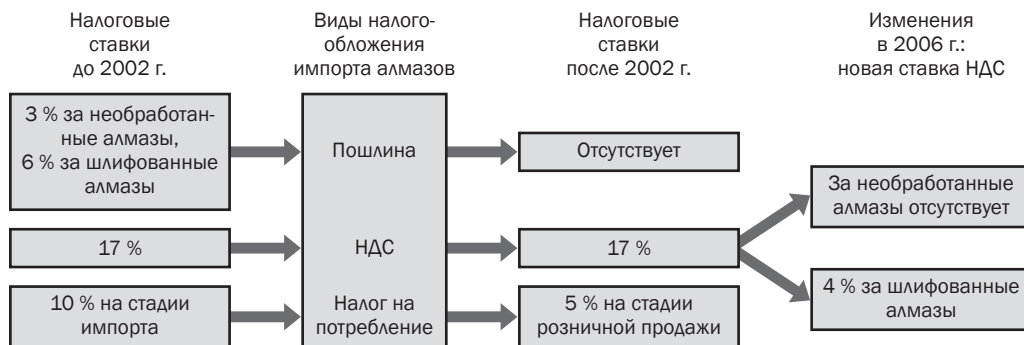 Налоговые
ставки
до 2002 г.
Виды налого-
обложения
импорта алмазов
Налоговые
ставки
после 2002 г.
Изменения
в 2006 г.:
новая ставка НДС
3 % за необработан-
ные алмазы,
6 % за шлифованные
алмазы
Пошлина
Отсутствует
За необработанные
алмазы отсутствует
17 %
НДС
17 %
4 % за шлифованные
алмазы
10 % на стадии
импорта
Налог на
потребление
5 % на стадии
розничной продажи